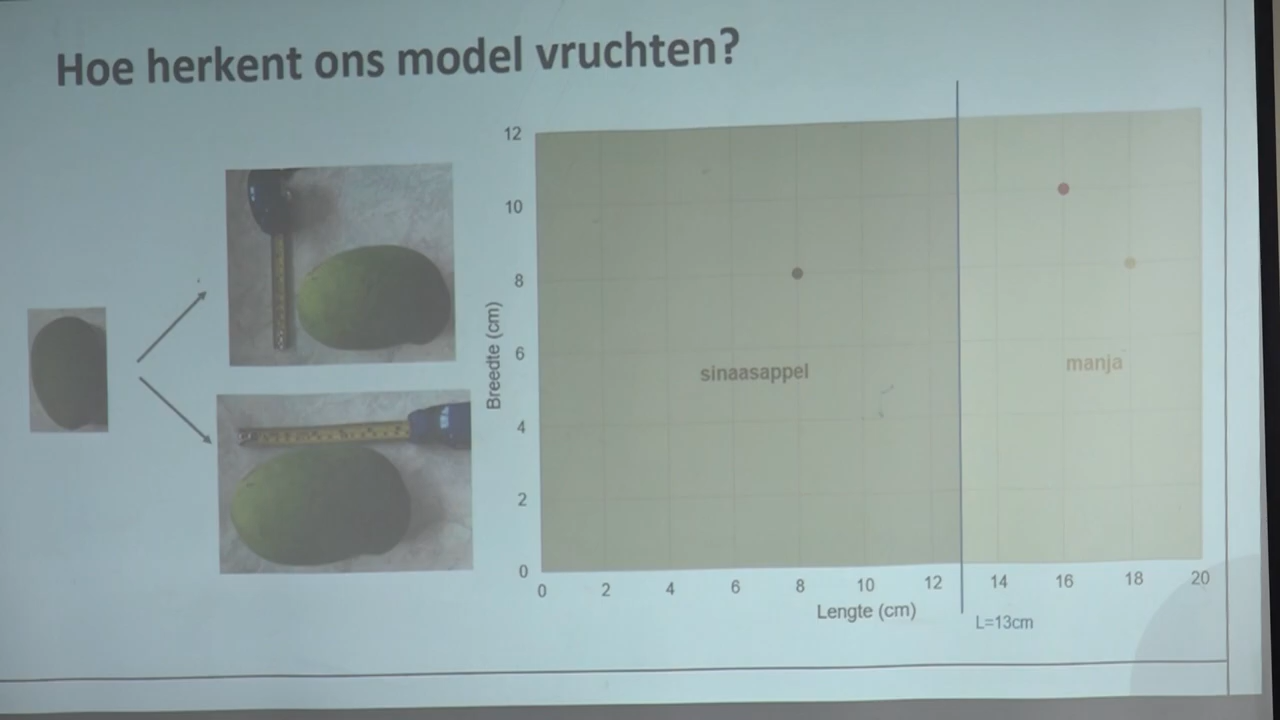 Hoe herkent ons model vruchten?
12
10
8
6
4
2
0
Breedte (cm)
sinaasappel
manja
0 2 4 6 8 10 12 14 16 18 20
Lengte (cm)
L=13cm